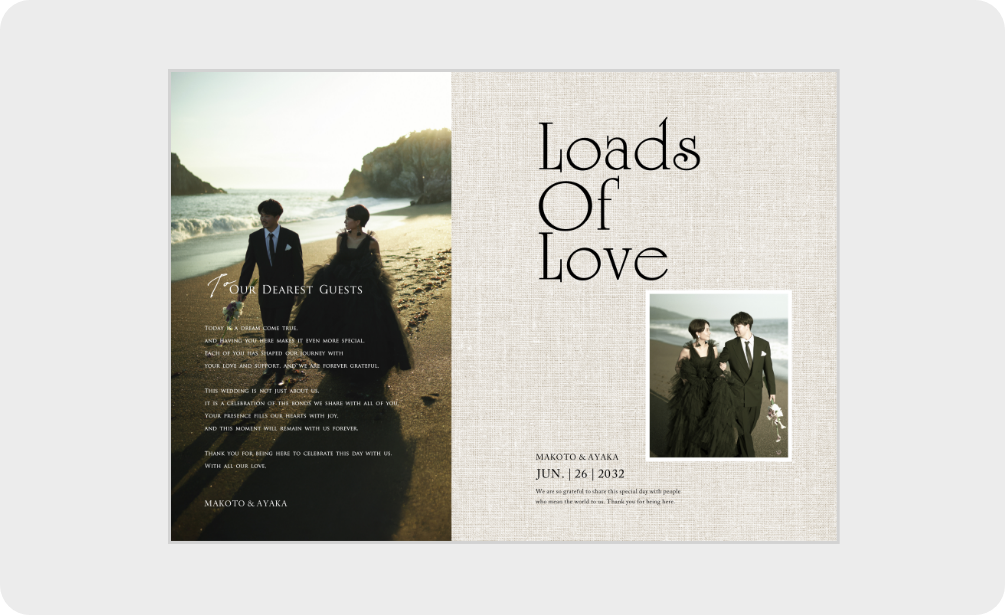 To Our Dearest Guests
Today is a dream come true,
and having you here makes it even more special.
Each of you has shaped our journey with
your love and support, and we are forever grateful.
This wedding is not just about us,
it is a celebration of the bonds we share with all of you.
Your presence fills our hearts with joy,
and this moment will remain with us forever.
Thank you for being here to celebrate this day with us.
With all our love,
MAKOTO & AYAKA
Loads
Of
Love
MAKOTO & AYAKA
JUN. | 26 | 2032
We are so grateful to share this special day with people
who mean the world to us. Thank you for being here.